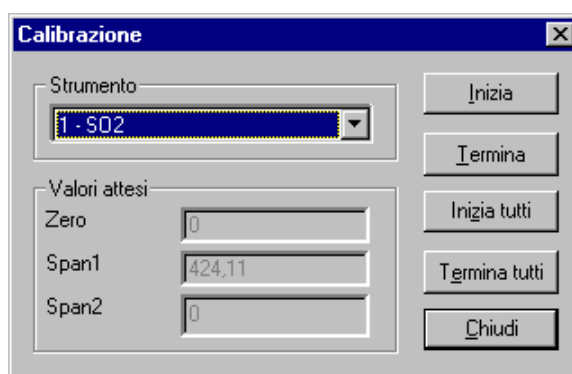 Calibrazione
Strumento
1 - SO2
Valori attesi
Zero
0
Span1
424,11
Span2
0
Inizia
Termina
Inizia tutti
Termina tutti
Chiudi